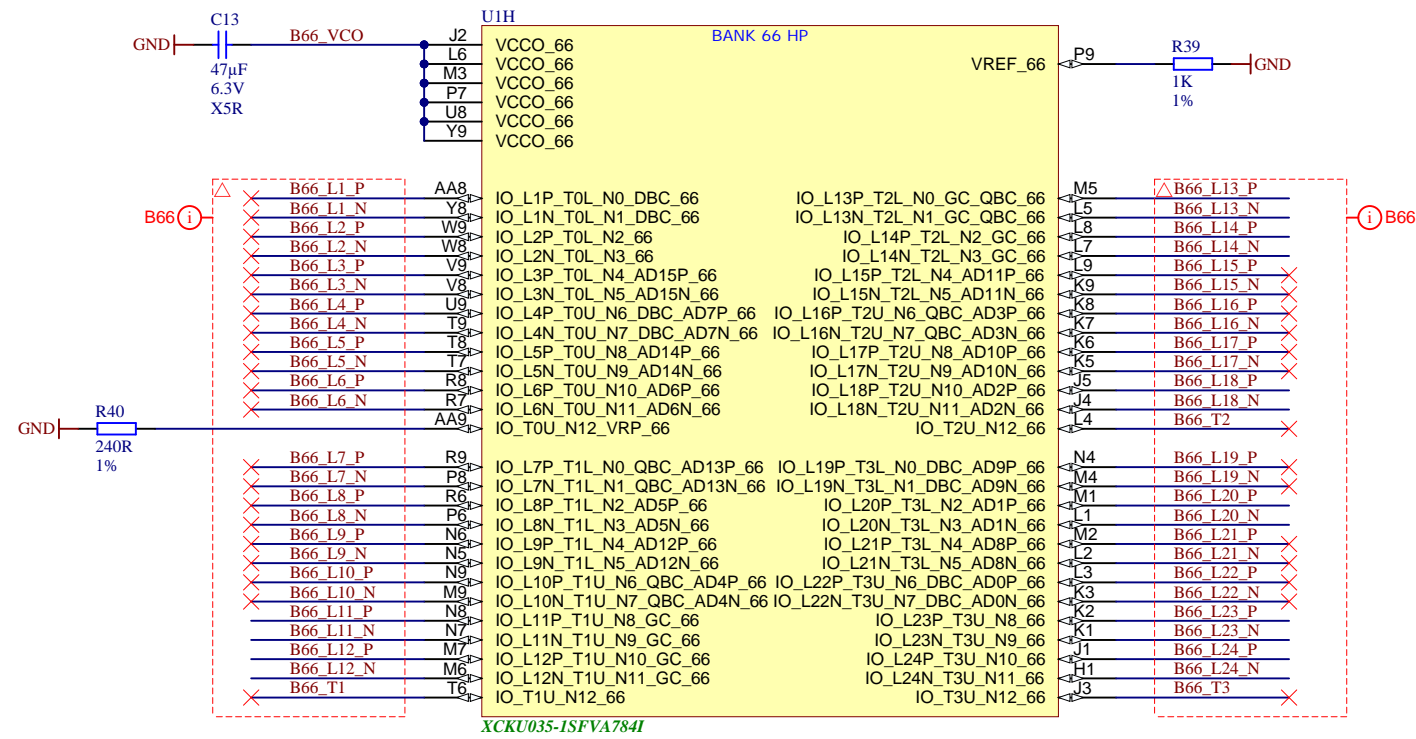 U1H
BANK 66 HP
C13
GND
47µF
6.3V
X5R
B66_VCO
J2 VCCO_66
L6 VCCO_66
M3 VCCO_66
P7 VCCO_66
U8 VCCO_66
Y9 VCCO_66
VREF_66 P9
R39
GND
1K
1%
B66 i
B66_L1_P AA8 IO_L1P_T0L_N0_DBC_66
B66_L1_N Y8 IO_L1N_T0L_N1_DBC_66
B66_L2_P W9 IO_L2P_T0L_N2_66
B66_L2_N W8 IO_L2N_T0L_N3_66
B66_L3_P V9 IO_L3P_T0L_N4_AD15P_66
B66_L3_N V8 IO_L3N_T0L_N5_AD15N_66
B66_L4_P U9 IO_L4P_T0U_N6_DBC_AD7P_66
B66_L4_N T9 IO_L4N_T0U_N7_DBC_AD7N_66
B66_L5_P T8 IO_L5P_T0U_N8_AD14P_66
B66_L5_N T7 IO_L5N_T0U_N9_AD14N_66
B66_L6_P R8 IO_L6P_T0U_N10_AD6P_66
B66_L6_N R7 IO_L6N_T0U_N11_AD6N_66
R40
GND
240R
1%
AA9 IO_T0U_N12_VRP_66
B66_L7_P R9 IO_L7P_T1L_N0_QBC_AD13P_66
B66_L7_N P8 IO_L7N_T1L_N1_QBC_AD13N_66
B66_L8_P R6 IO_L8P_T1L_N2_AD5P_66
B66_L8_N P6 IO_L8N_T1L_N3_AD5N_66
B66_L9_P N6 IO_L9P_T1L_N4_AD12P_66
B66_L9_N N5 IO_L9N_T1L_N5_AD12N_66
B66_L10_P N9 IO_L10P_T1U_N6_QBC_AD4P_66
B66_L10_N M9 IO_L10N_T1U_N7_QBC_AD4N_66
B66_L11_P N8 IO_L11P_T1U_N8_GC_66
B66_L11_N N7 IO_L11N_T1U_N9_GC_66
B66_L12_P M7 IO_L12P_T1U_N10_GC_66
B66_L12_N M6 IO_L12N_T1U_N11_GC_66
B66_T1 T6 IO_T1U_N12_66
IO_L13P_T2L_N0_GC_QBC_66 M5 B66_L13_P
IO_L13N_T2L_N1_GC_QBC_66 L5 B66_L13_N
IO_L14P_T2L_N2_GC_66 L8 B66_L14_P
IO_L14N_T2L_N3_GC_66 L7 B66_L14_N
IO_L15P_T2L_N4_AD11P_66 L9 B66_L15_P
IO_L15N_T2L_N5_AD11N_66 K9 B66_L15_N
IO_L16P_T2U_N6_QBC_AD3P_66 K8 B66_L16_P
IO_L16N_T2U_N7_QBC_AD3N_66 K7 B66_L16_N
IO_L17P_T2U_N8_AD10P_66 K6 B66_L17_P
IO_L17N_T2U_N9_AD10N_66 K5 B66_L17_N
IO_L18P_T2U_N10_AD2P_66 J5 B66_L18_P
IO_L18N_T2U_N11_AD2N_66 J4 B66_L18_N
IO_T2U_N12_66 L4 B66_T2
IO_L19P_T3L_N0_DBC_AD9P_66 N4 B66_L19_P
IO_L19N_T3L_N1_DBC_AD9N_66 M4 B66_L19_N
IO_L20P_T3L_N2_AD1P_66 M1 B66_L20_P
IO_L20N_T3L_N3_AD1N_66 L1 B66_L20_N
IO_L21P_T3L_N4_AD8P_66 M2 B66_L21_P
IO_L21N_T3L_N5_AD8N_66 L2 B66_L21_N
IO_L22P_T3U_N6_DBC_AD0P_66 L3 B66_L22_P
IO_L22N_T3U_N7_DBC_AD0N_66 K3 B66_L22_N
IO_L23P_T3U_N8_66 K2 B66_L23_P
IO_L23N_T3U_N9_66 K1 B66_L23_N
IO_L24P_T3U_N10_66 J1 B66_L24_P
IO_L24N_T3U_N11_66 H1 B66_L24_N
IO_T3U_N12_66 J3 B66_T3
i B66
XCKU035-1SFVA784I